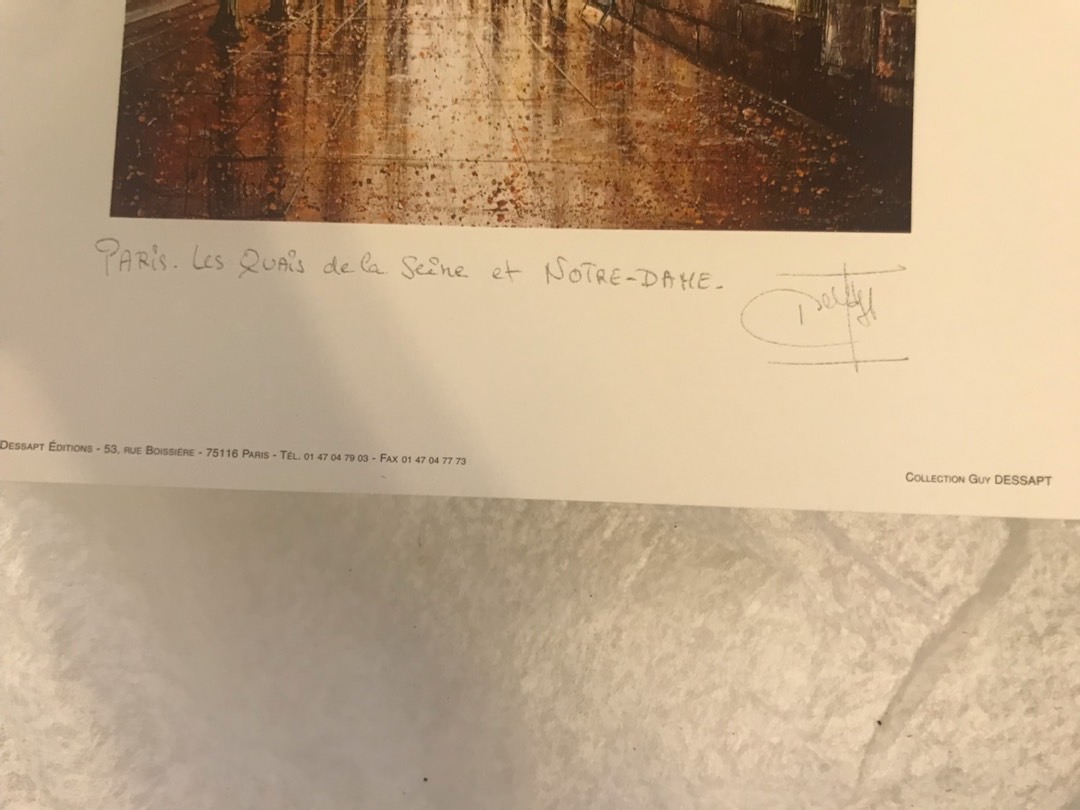 PARIS. Les QUAIS de la Seine et NOTRE-DAME.
Dessapt
DESSAPT ÉDITIONS - 53, RUE BOISSIÈRE - 75116 PARIS - TÉL. 01 47 04 79 03 - FAX 01 47 04 77 73
COLLECTION GUY DESSAPT